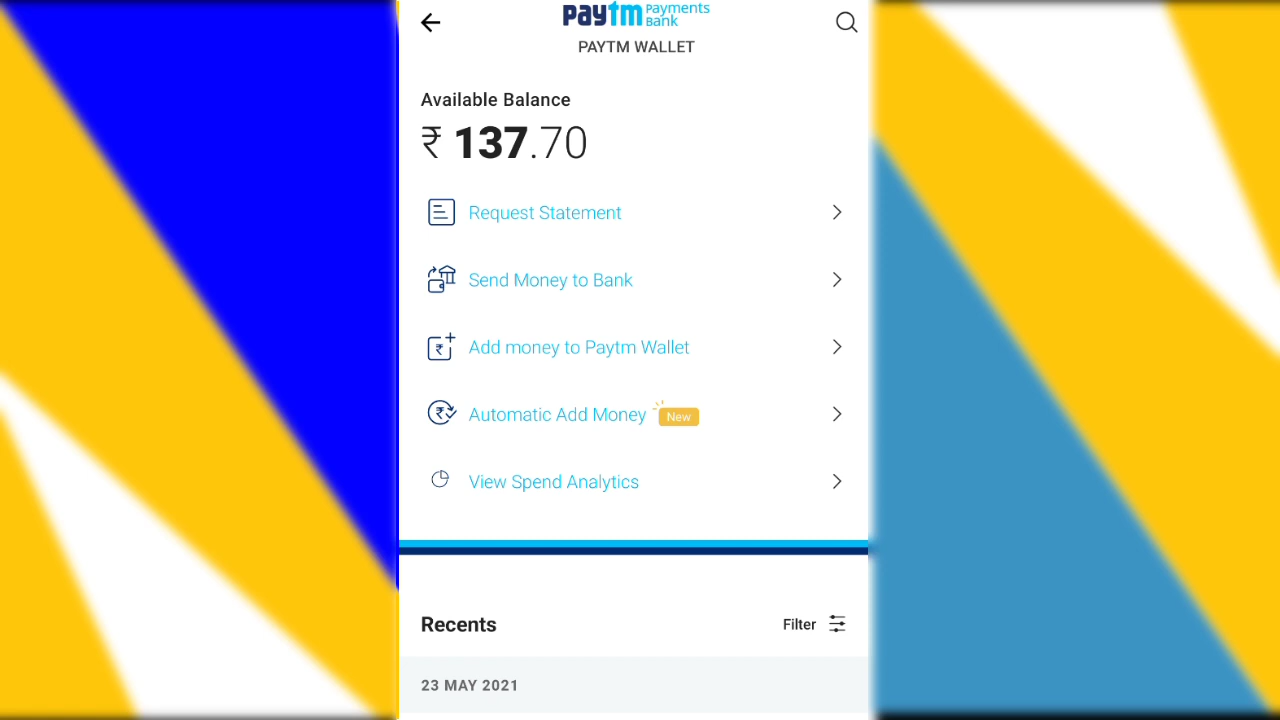 paytm Payments Bank
PAYTM WALLET
Available Balance
₹ 137.70
Request Statement
Send Money to Bank
Add money to Paytm Wallet
Automatic Add Money New
View Spend Analytics
Recents
Filter
23 MAY 2021